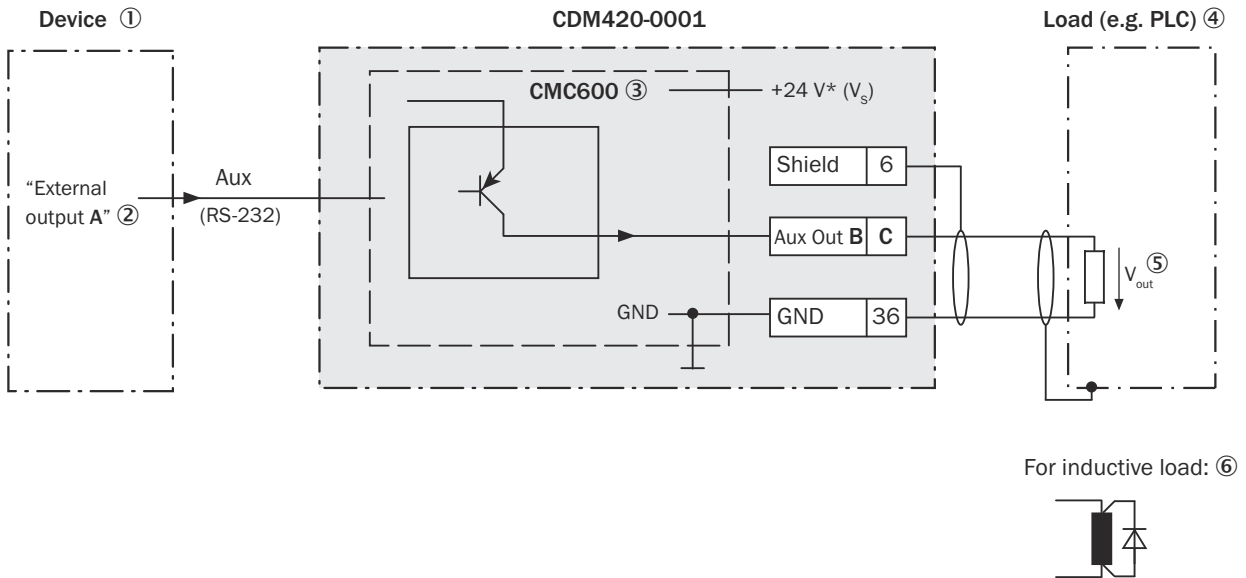 Device ①
CDM420-0001
Load (e.g. PLC) ④
CMC600 ③
+24 V* (Vs)
Shield 6
"External
output A" ②
Aux
(RS-232)
Aux Out B C
Vout ⑤
GND
GND 36
For inductive load: ⑥